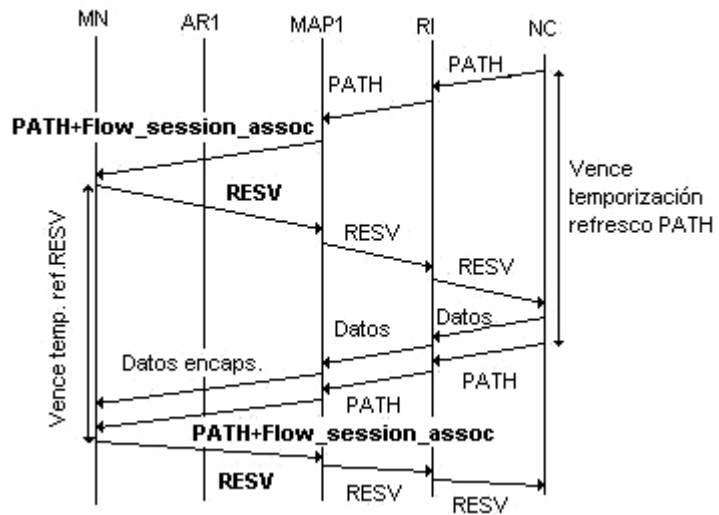 MN
AR1
MAP1
RI
NC
PATH
PATH
PATH+Flow_session_assoc
RESV
RESV
RESV
Vence
temporización
refresco PATH
Vence temp. ref.RESV
Datos
Datos
Datos encaps.
PATH
PATH
PATH+Flow_session_assoc
RESV
RESV
RESV